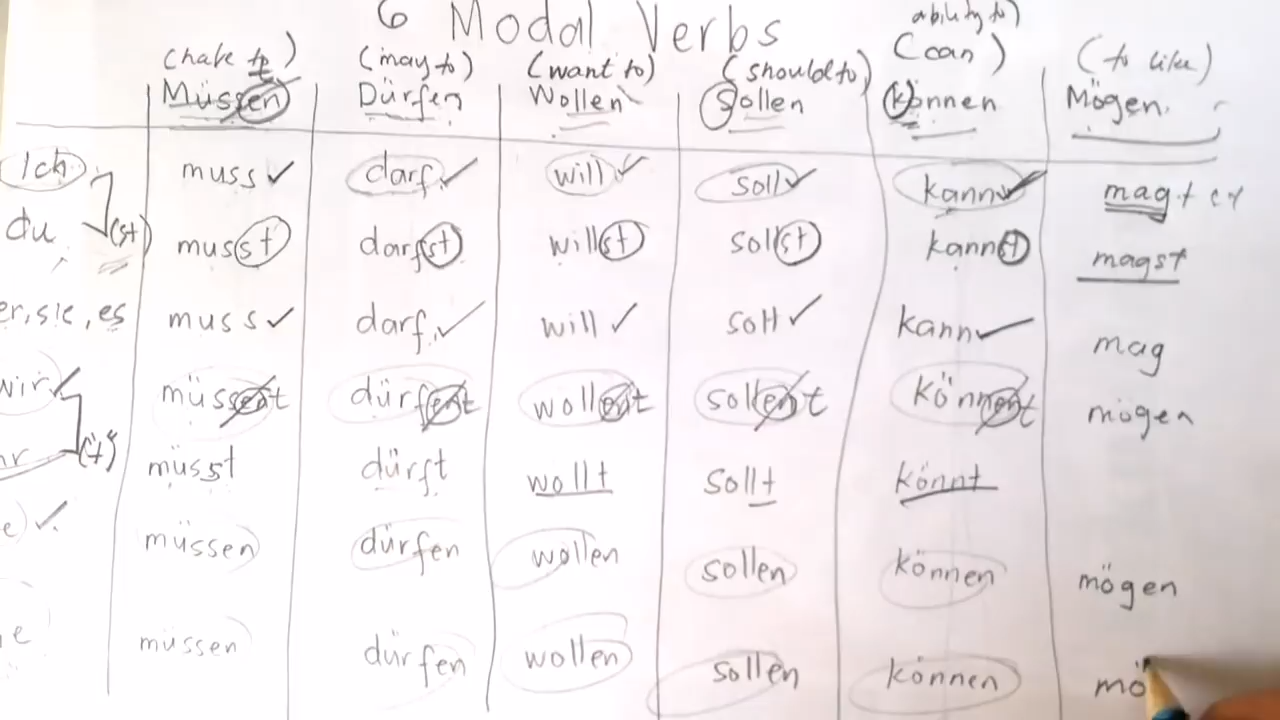 6 Modal Verbs
(have to) (may to) (want to) (should to) ability to) (can) (to like)
Müssen Dürfen Wollen Sollen können Mögen.
Ich muss darf will soll kann mag
du (st) musst darfst willst sollst kannst magst
er, sie, es muss darf will soll kann mag
wir müssent dürfent wollent sollent könnent mögen
hr (t) müsst dürft wollt sollt könnt
e) müssen dürfen wollen sollen können mögen
e müssen dürfen wollen sollen können mö